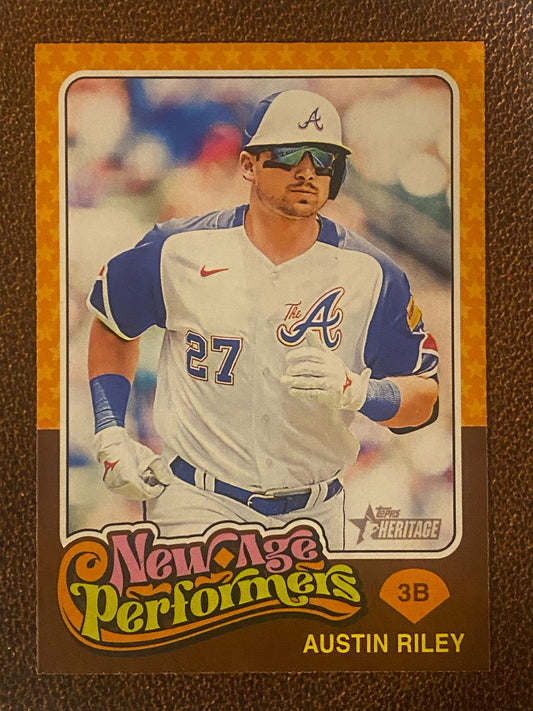 A
The
A
27
Topps
HERITAGE
New Age
Performers
3B
AUSTIN RILEY